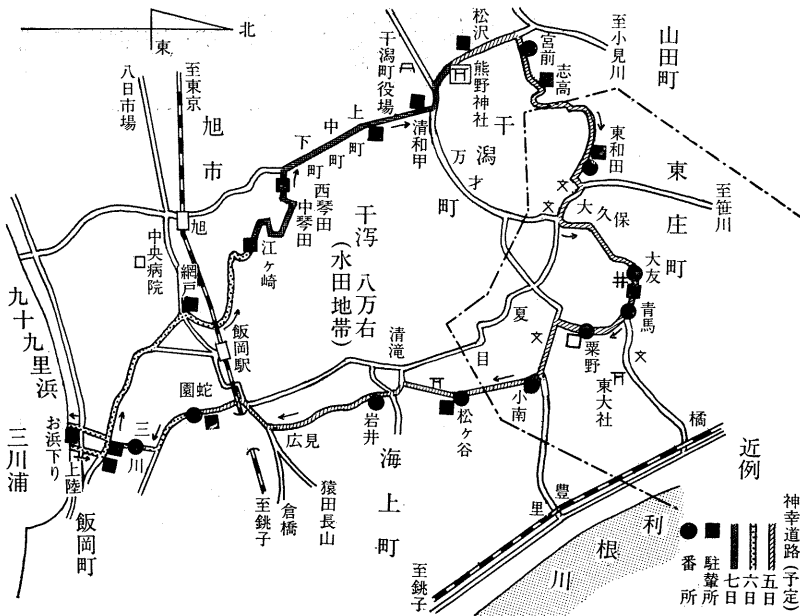 東
北
八日市場
至東京
旭市
旭
中央病院
網戸
江ヶ崎
中琴田
西琴田
下町
中町
上町
干潟町役場
清和甲
松沢
熊野神社
宮前
志高
至小見川
山田町
東和田
東庄町
至笹川
干潟町
万才
大久保
大友
青馬
粟野
東大社
橘
近例
干潟八万右
(水田地帯)
夏目
清滝
小南
松ヶ谷
岩井
広見
海上町
飯岡駅
蛇園
三川
お浜下り
上陸
九十九里浜
三川浦
飯岡町
至銚子
倉橋
猿田長山
豊里
利根川
至銚子
神幸道路(予定)
五日
六日
七日
駐輦所
番所